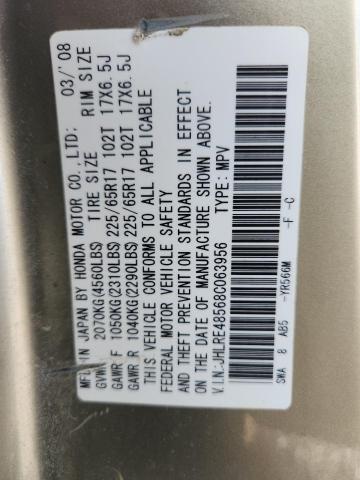 MFD. IN JAPAN BY HONDA MOTOR CO., LTD. 03/'08
GVWR 2070KG(4560LBS) TIRE SIZE RIM SIZE
GAWR F 1050KG(2310LBS) 225/65R17 102T 17X6.5J
GAWR R 1040KG(2290LBS) 225/65R17 102T 17X6.5J
THIS VEHICLE CONFORMS TO ALL APPLICABLE
FEDERAL MOTOR VEHICLE SAFETY
AND THEFT PREVENTION STANDARDS IN EFFECT
ON THE DATE OF MANUFACTURE SHOWN ABOVE.
V.I.N.:JHLRE48568C063956 TYPE: MPV
SWA 8 AB5 -YR566M -F -C